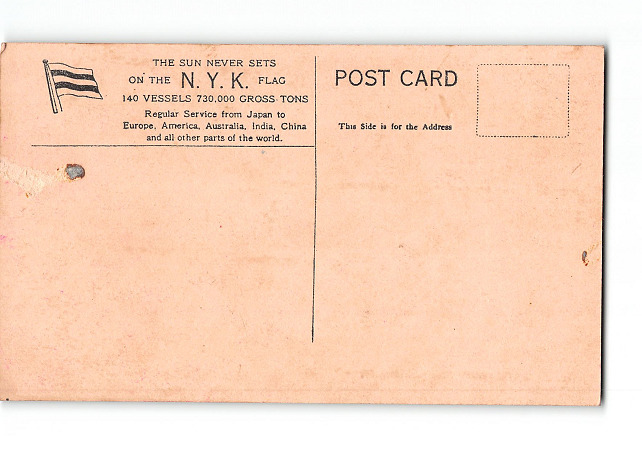 THE SUN NEVER SETS
ON THE N. Y. K. FLAG
140 VESSELS 730,000 GROSS TONS
Regular Service from Japan to
Europe, America, Australia, India, China
and all other parts of the world.
POST CARD
This Side is for the Address